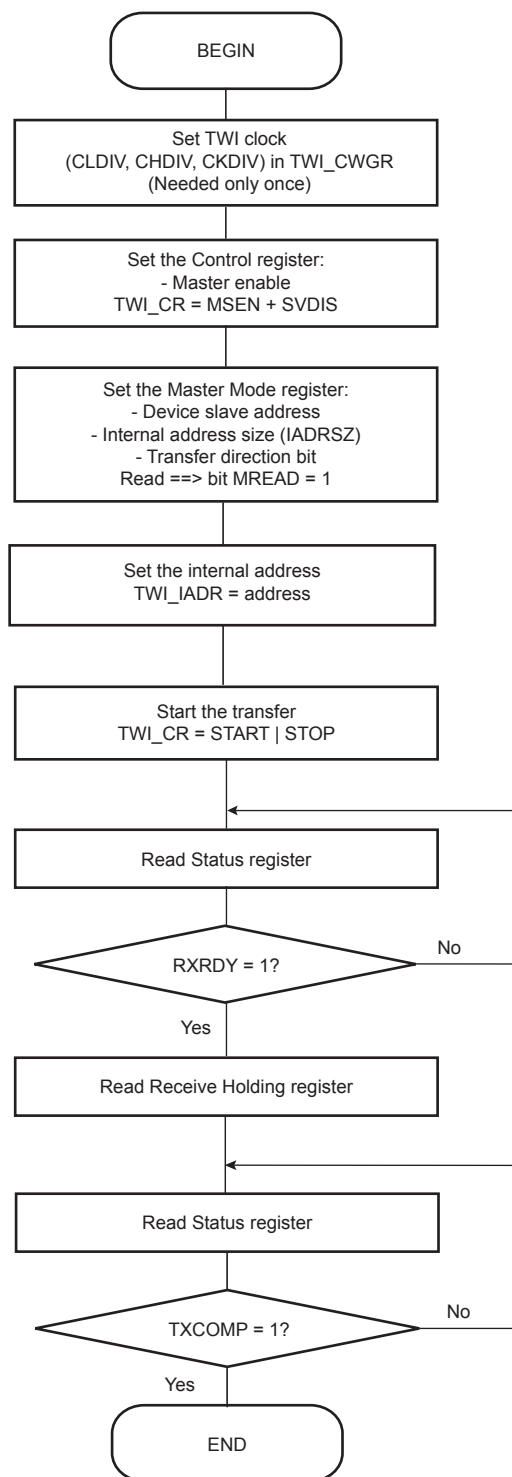 BEGIN
Set TWI clock
(CLDIV, CHDIV, CKDIV) in TWI_CWGR
(Needed only once)
Set the Control register:
- Master enable
TWI_CR = MSEN + SVDIS
Set the Master Mode register:
- Device slave address
- Internal address size (IADRSZ)
- Transfer direction bit
Read ==> bit MREAD = 1
Set the internal address
TWI_IADR = address
Start the transfer
TWI_CR = START | STOP
Read Status register
RXRDY = 1?
No
Yes
Read Receive Holding register
Read Status register
TXCOMP = 1?
No
Yes
END